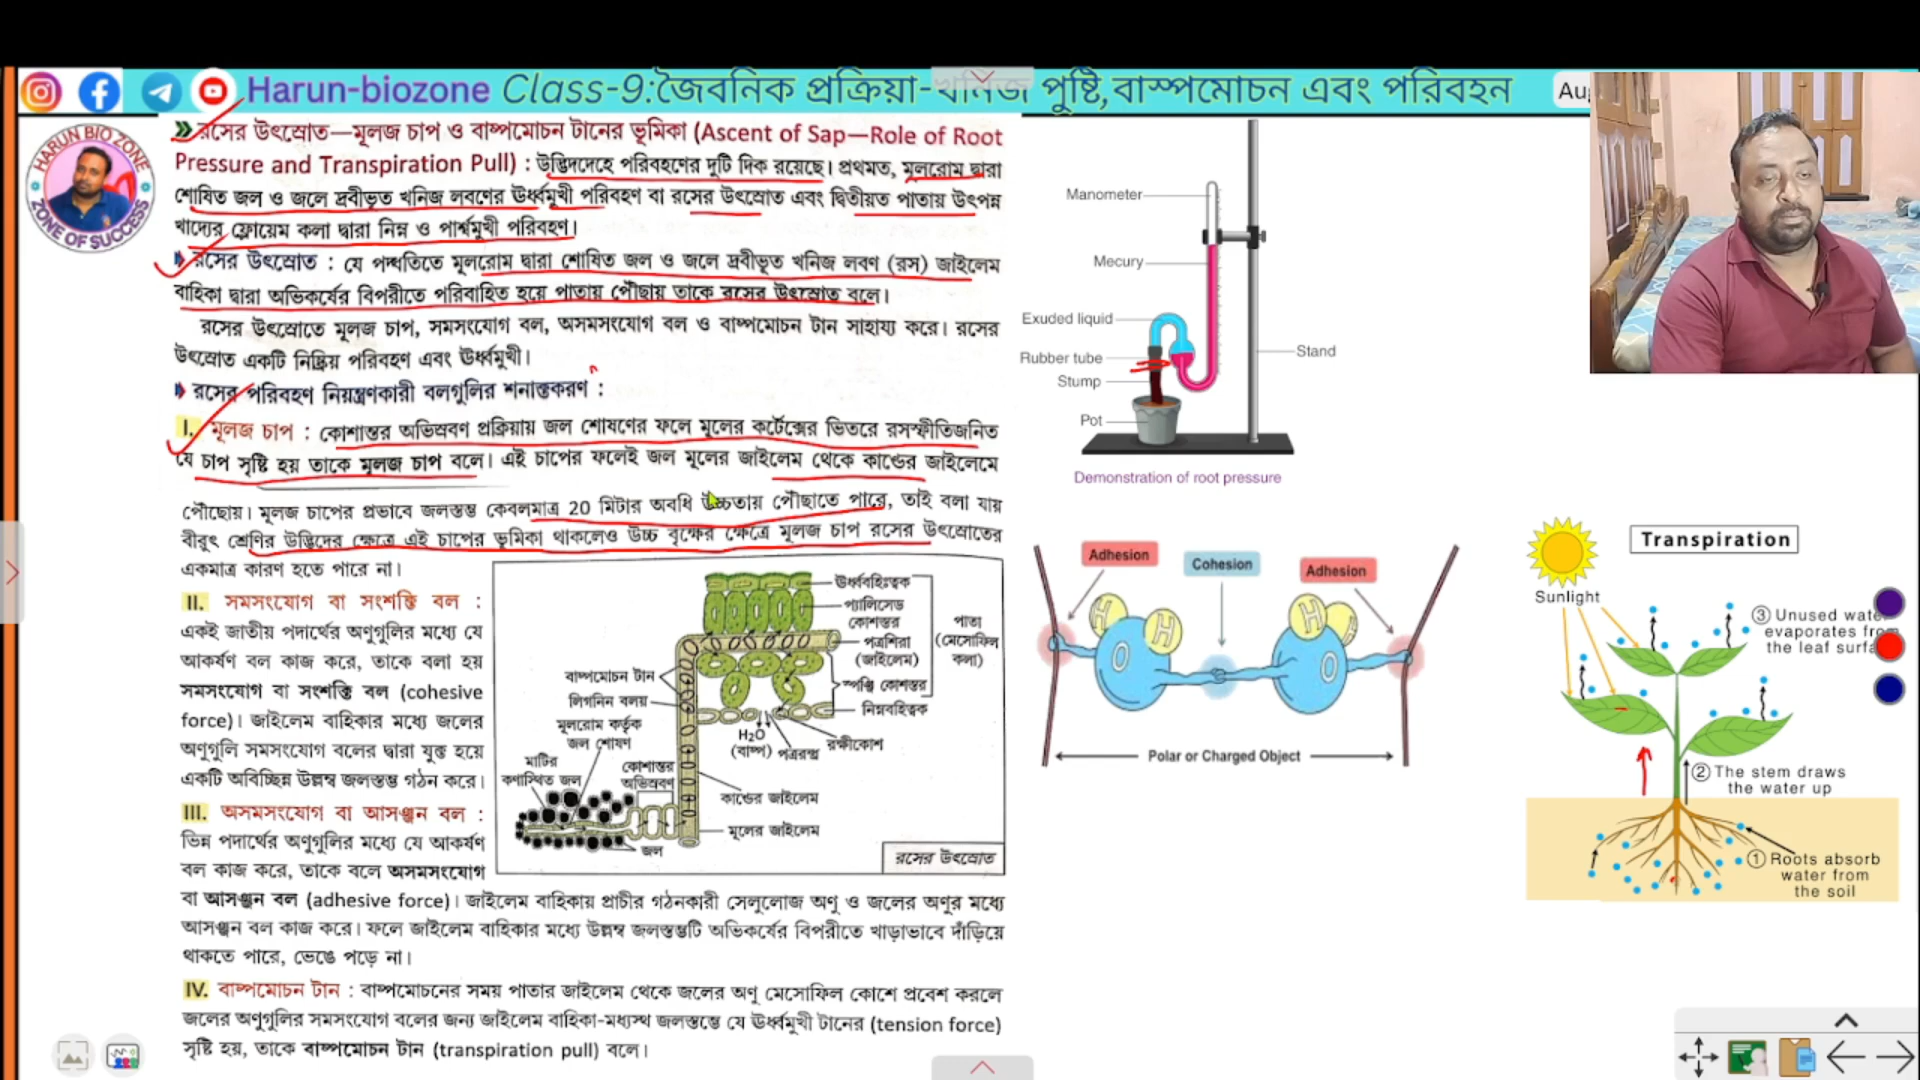 Harun-biozone Class-9:জৈবনিক প্রক্রিয়া-খনিজ পুষ্টি,বাস্পমোচন এবং পরিবহন
HARUN BIO ZONE
ZONE OF SUCCESS
রসের উৎস্রোত—মূলজ চাপ ও বাষ্পমোচন টানের ভূমিকা (Ascent of Sap—Role of Root
Pressure and Transpiration Pull) : উদ্ভিদদেহে পরিবহণের দুটি দিক রয়েছে। প্রথমত, মূলরোম দ্বারা
শোষিত জল ও জলে দ্রবীভূত খনিজ লবণের ঊর্ধ্বমুখী পরিবহণ বা রসের উৎস্রোত এবং দ্বিতীয়ত পাতায় উৎপন্ন
খাদ্যের ফ্লোয়েম কলা দ্বারা নিম্ন ও পার্শ্বমুখী পরিবহণ।
রসের উৎস্রোত : যে পদ্ধতিতে মূলরোম দ্বারা শোষিত জল ও জলে দ্রবীভূত খনিজ লবণ (রস) জাইলেম
বাহিকা দ্বারা অভিকর্ষের বিপরীতে পরিবাহিত হয়ে পাতায় পৌঁছায় তাকে রসের উৎস্রোত বলে।
রসের উৎস্রোতে মূলজ চাপ, সমসংযোগ বল, অসমসংযোগ বল ও বাষ্পমোচন টান সাহায্য করে। রসের
উৎস্রোত একটি নিষ্ক্রিয় পরিবহণ এবং ঊর্ধ্বমুখী।
রসের পরিবহণ নিয়ন্ত্রণকারী বলগুলির শনাক্তকরণ :
I. মূলজ চাপ : কোশান্তর অভিস্রবণ প্রক্রিয়ায় জল শোষণের ফলে মূলের কর্টেক্সের ভিতরে রসস্ফীতিজনিত
যে চাপ সৃষ্টি হয় তাকে মূলজ চাপ বলে। এই চাপের ফলেই জল মূলের জাইলেম থেকে কাণ্ডের জাইলেমে
পৌঁছোয়। মূলজ চাপের প্রভাবে জলস্তম্ভ কেবলমাত্র 20 মিটার অবধি উচ্চতায় পৌঁছাতে পারে, তাই বলা যায়
বীরুৎ শ্রেণির উদ্ভিদের ক্ষেত্রে এই চাপের ভূমিকা থাকলেও উচ্চ বৃক্ষের ক্ষেত্রে মূলজ চাপ রসের উৎস্রোতের
একমাত্র কারণ হতে পারে না।
II. সমসংযোগ বা সংশক্তি বল :
একই জাতীয় পদার্থের অণুগুলির মধ্যে যে
আকর্ষণ বল কাজ করে, তাকে বলা হয়
সমসংযোগ বা সংশক্তি বল (cohesive
force)। জাইলেম বাহিকার মধ্যে জলের
অণুগুলি সমসংযোগ বলের দ্বারা যুক্ত হয়ে
একটি অবিচ্ছিন্ন উল্লম্ব জলস্তম্ভ গঠন করে।
III. অসমসংযোগ বা আসঞ্জন বল :
ভিন্ন পদার্থের অণুগুলির মধ্যে যে আকর্ষণ
বল কাজ করে, তাকে বলে অসমসংযোগ
বা আসঞ্জন বল (adhesive force)। জাইলেম বাহিকায় প্রাচীর গঠনকারী সেলুলোজ অণু ও জলের অণুর মধ্যে
আসঞ্জন বল কাজ করে। ফলে জাইলেম বাহিকার মধ্যে উল্লম্ব জলস্তম্ভটি অভিকর্ষের বিপরীতে খাড়াভাবে দাঁড়িয়ে
থাকতে পারে, ভেঙে পড়ে না।
IV. বাষ্পমোচন টান : বাষ্পমোচনের সময় পাতার জাইলেম থেকে জলের অণু মেসোফিল কোশে প্রবেশ করলে
জলের অণুগুলির সমসংযোগ বলের জন্য জাইলেম বাহিকা-মধ্যস্থ জলস্তম্ভে যে ঊর্ধ্বমুখী টানের (tension force)
সৃষ্টি হয়, তাকে বাষ্পমোচন টান (transpiration pull) বলে।
ঊর্ধ্ববহিঃত্বক
প্যালিসেড
কোশস্তর
পত্রশিরা
(জাইলেম)
পাতা
(মেসোফিল
কলা)
স্পঞ্জি কোশস্তর
নিম্নবহিত্বক
বাষ্পমোচন টান
লিগনিন বলয়
মূলরোম কর্তৃক
জল শোষণ
H₂O
(বাষ্প)
পত্ররন্ধ্র
রক্ষীকোশ
মাটির
কণাস্থিত জল
কোশান্তর
অভিস্রবণ
কাণ্ডের জাইলেম
মূলের জাইলেম
জল
রসের উৎস্রোত
Manometer
Mecury
Exuded liquid
Rubber tube
Stump
Pot
Stand
Demonstration of root pressure
Adhesion
Cohesion
Adhesion
H
H
H
O
O
Polar or Charged Object
Transpiration
Sunlight
③ Unused wate
evaporates from
the leaf surfa
② The stem draws
the water up
① Roots absorb
water from
the soil